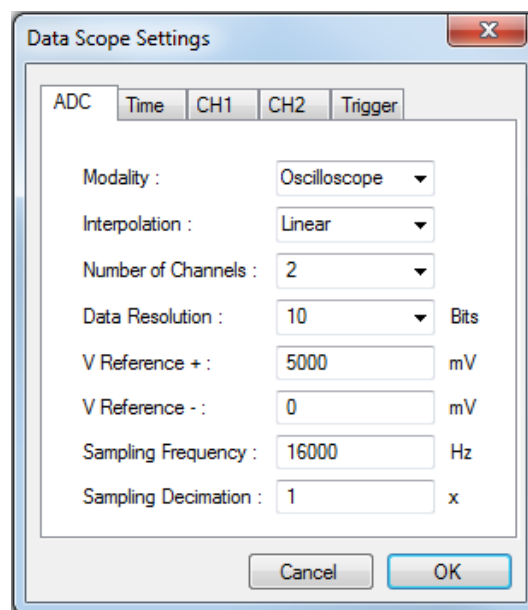 Data Scope Settings
ADC Time CH1 CH2 Trigger
Modality : Oscilloscope
Interpolation : Linear
Number of Channels : 2
Data Resolution : 10 Bits
V Reference + : 5000 mV
V Reference - : 0 mV
Sampling Frequency : 16000 Hz
Sampling Decimation : 1 x
Cancel OK